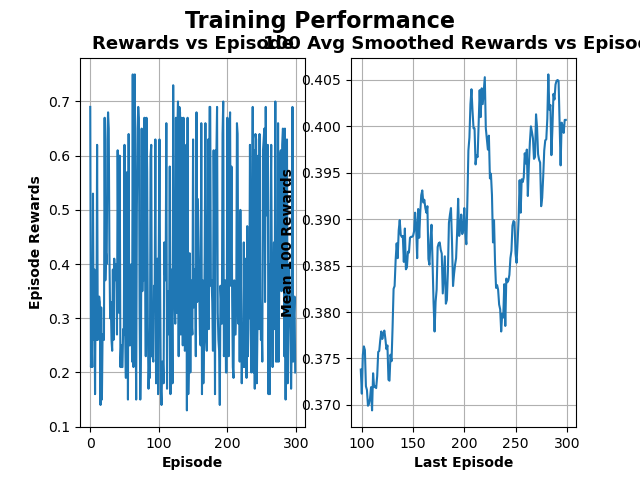 Training Performance
Rewards vs Episode
100 Avg Smoothed Rewards vs Episo
Episode Rewards
0.7
0.6
0.5
0.4
0.3
0.2
0.1
0 100 200 300
Episode
Mean 100 Rewards
0.405
0.400
0.395
0.390
0.385
0.380
0.375
0.370
100 150 200 250 300
Last Episode